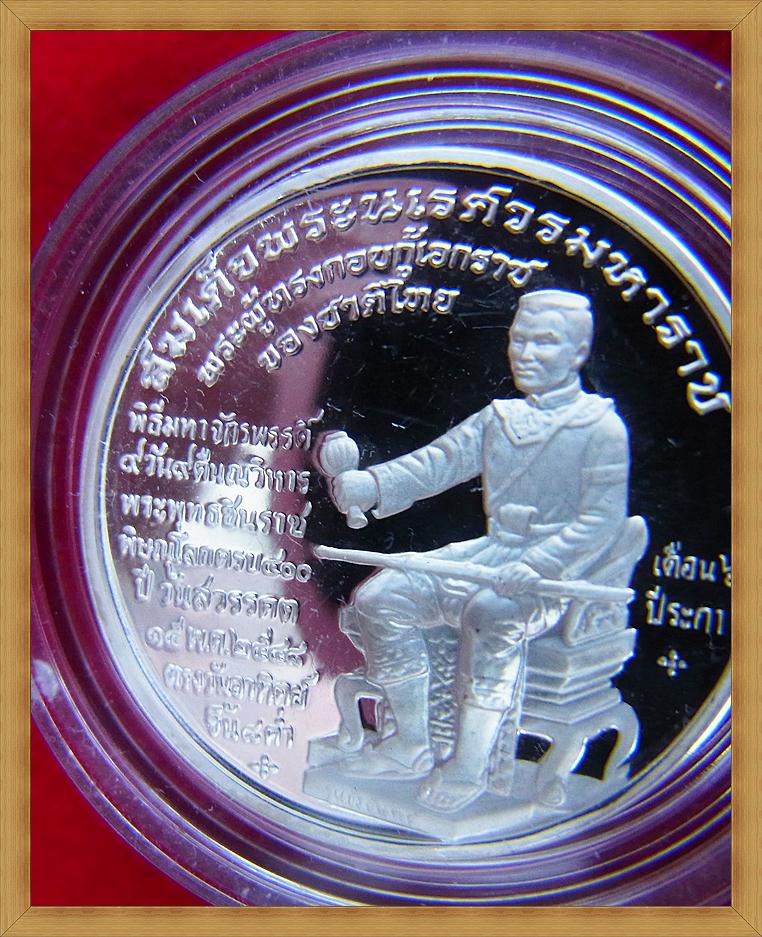 สมเด็จพระนเรศวรมหาราช
พระผู้ทรงกอบกู้เอกราช
ของชาติไทย
พิธีมหาจักรพรรดิ์
๙วัน๙คืนณวิหาร
พระพุทธชินราช
พิษณุโลกครบ๔๐๐
ปี วันสวรรคต
๑๕ พ.ค. ๒๕๔๘
ตรงวันอาทิตย์
ขึ้น๘ค่ำ
เดือน
ปีระกา